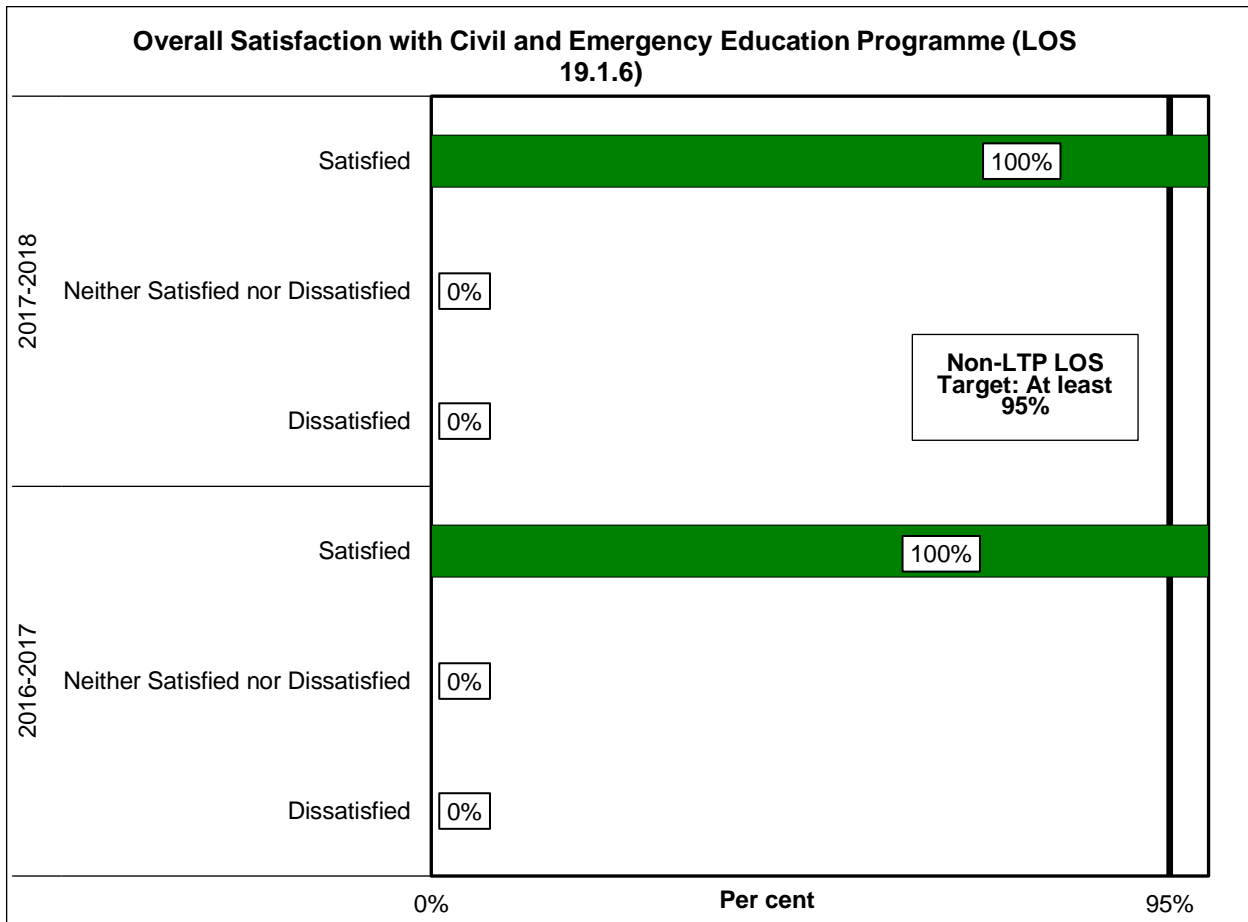 Overall Satisfaction with Civil and Emergency Education Programme (LOS
19.1.6)
2017-2018
Satisfied
100%
Neither Satisfied nor Dissatisfied
0%
Dissatisfied
0%
Non-LTP LOS
Target: At least
95%
2016-2017
Satisfied
100%
Neither Satisfied nor Dissatisfied
0%
Dissatisfied
0%
0%
Per cent
95%